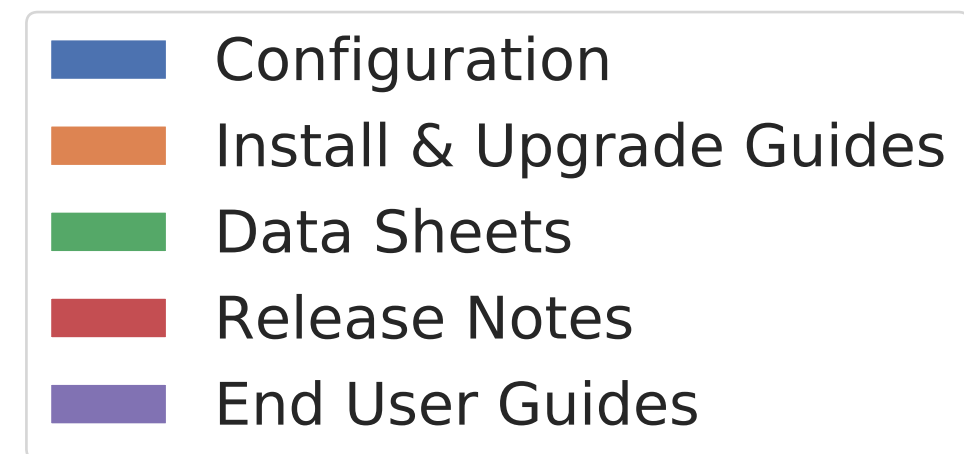 Configuration
Install & Upgrade Guides
Data Sheets
Release Notes
End User Guides